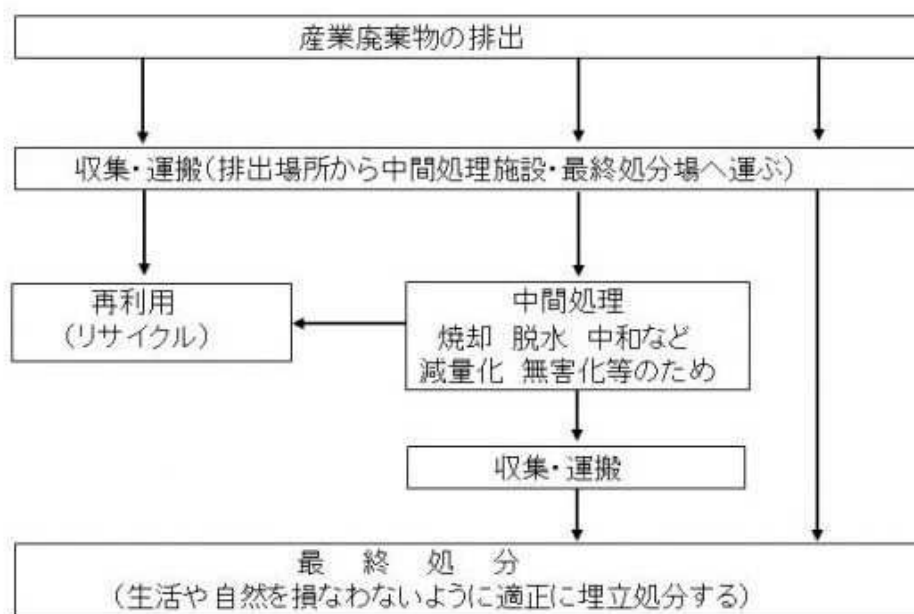 産業廃棄物の排出
収集・運搬(排出場所から中間処理施設・最終処分場へ運ぶ)
再利用
(リサイクル)
中間処理
焼却 脱水 中和など
減量化 無害化等のため
収集・運搬
最 終 処 分
(生活や自然を損なわないように適正に埋立処分する)